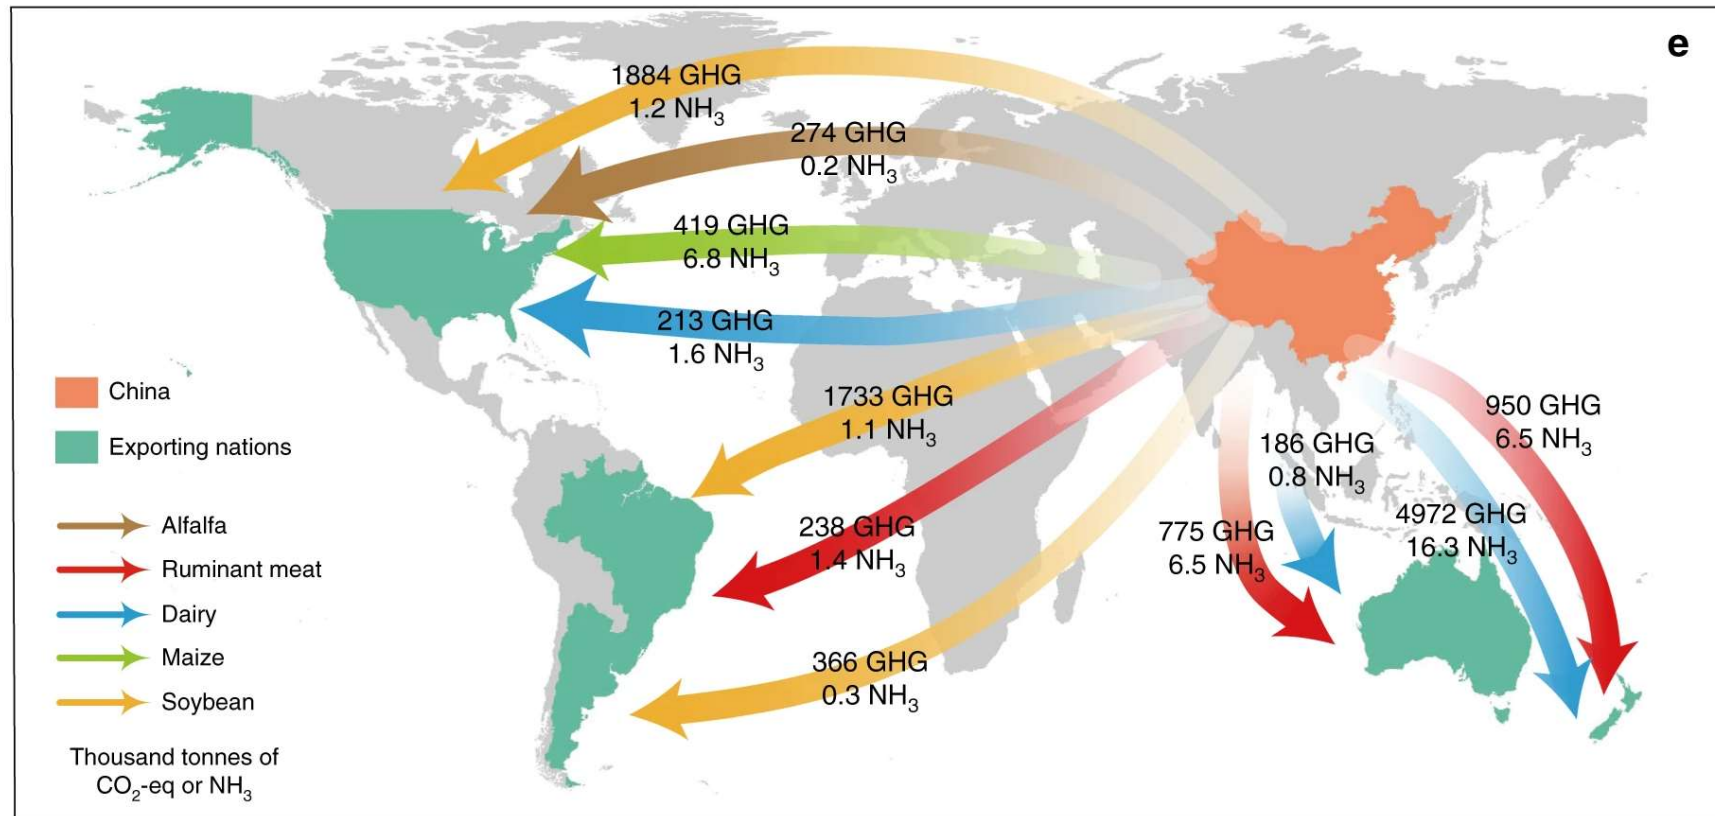 e
1884 GHG
1.2 NH₃
274 GHG
0.2 NH₃
419 GHG
6.8 NH₃
213 GHG
1.6 NH₃
1733 GHG
1.1 NH₃
238 GHG
1.4 NH₃
366 GHG
0.3 NH₃
186 GHG
0.8 NH₃
775 GHG
6.5 NH₃
950 GHG
6.5 NH₃
4972 GHG
16.3 NH₃
China
Exporting nations
Alfalfa
Ruminant meat
Dairy
Maize
Soybean
Thousand tonnes of
CO₂-eq or NH₃